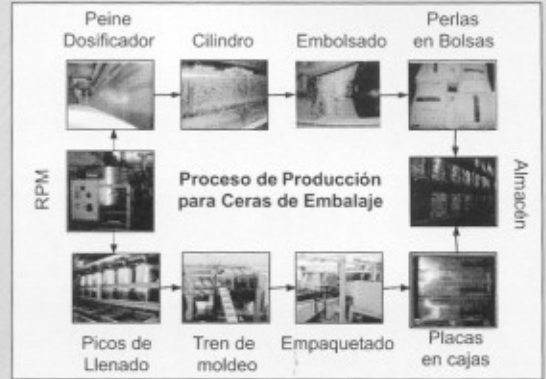 Peine
Dosificador
Cilindro
Embolsado
Perlas
en Bolsas
RPM
Proceso de Producción
para Ceras de Embalaje
Almacén
Picos de
Llenado
Tren de
moldeo
Empaquetado
Placas
en cajas